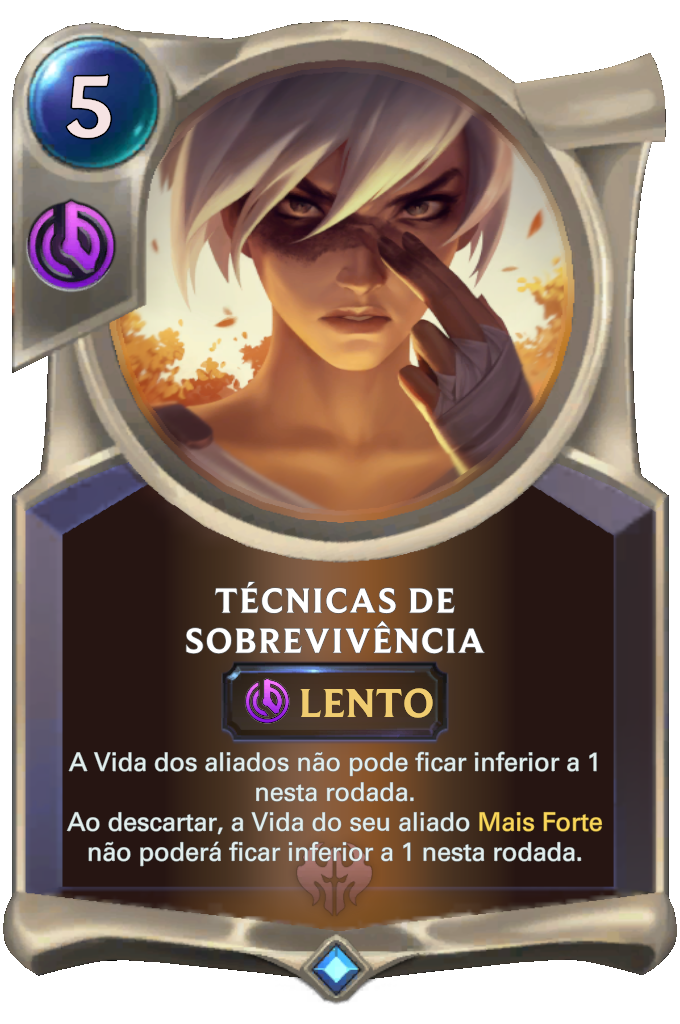 5
TÉCNICAS DE
SOBREVIVÊNCIA
LENTO
A Vida dos aliados não pode ficar inferior a 1
nesta rodada.
Ao descartar, a Vida do seu aliado Mais Forte
não poderá ficar inferior a 1 nesta rodada.